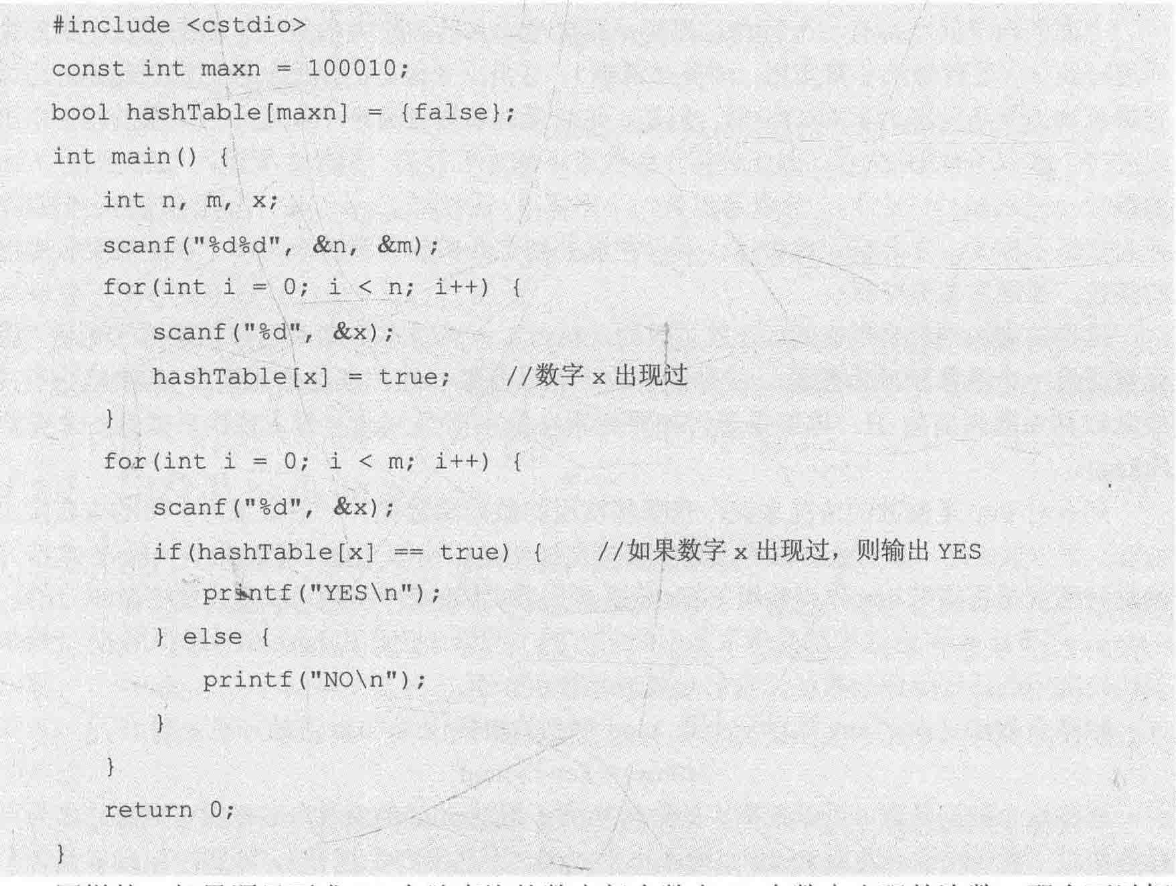 #include <cstdio>
const int maxn = 100010;
bool hashTable[maxn] = {false};
int main() {
    int n, m, x;
    scanf("%d%d", &n, &m);
    for(int i = 0; i < n; i++) {
        scanf("%d", &x);
        hashTable[x] = true;    //数字 x 出现过
    }
    for(int i = 0; i < m; i++) {
        scanf("%d", &x);
        if(hashTable[x] == true) {    //如果数字 x 出现过，则输出 YES
            printf("YES\n");
        } else {
            printf("NO\n");
        }
    }
    return 0;
}